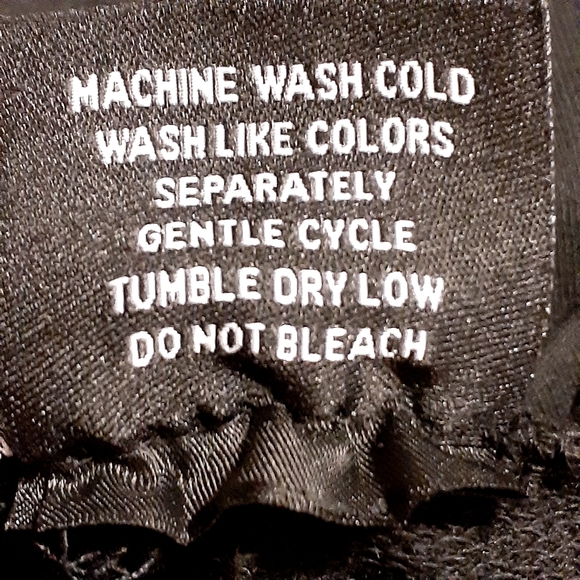 MACHINE WASH COLD
WASH LIKE COLORS
SEPARATELY
GENTLE CYCLE
TUMBLE DRY LOW
DO NOT BLEACH